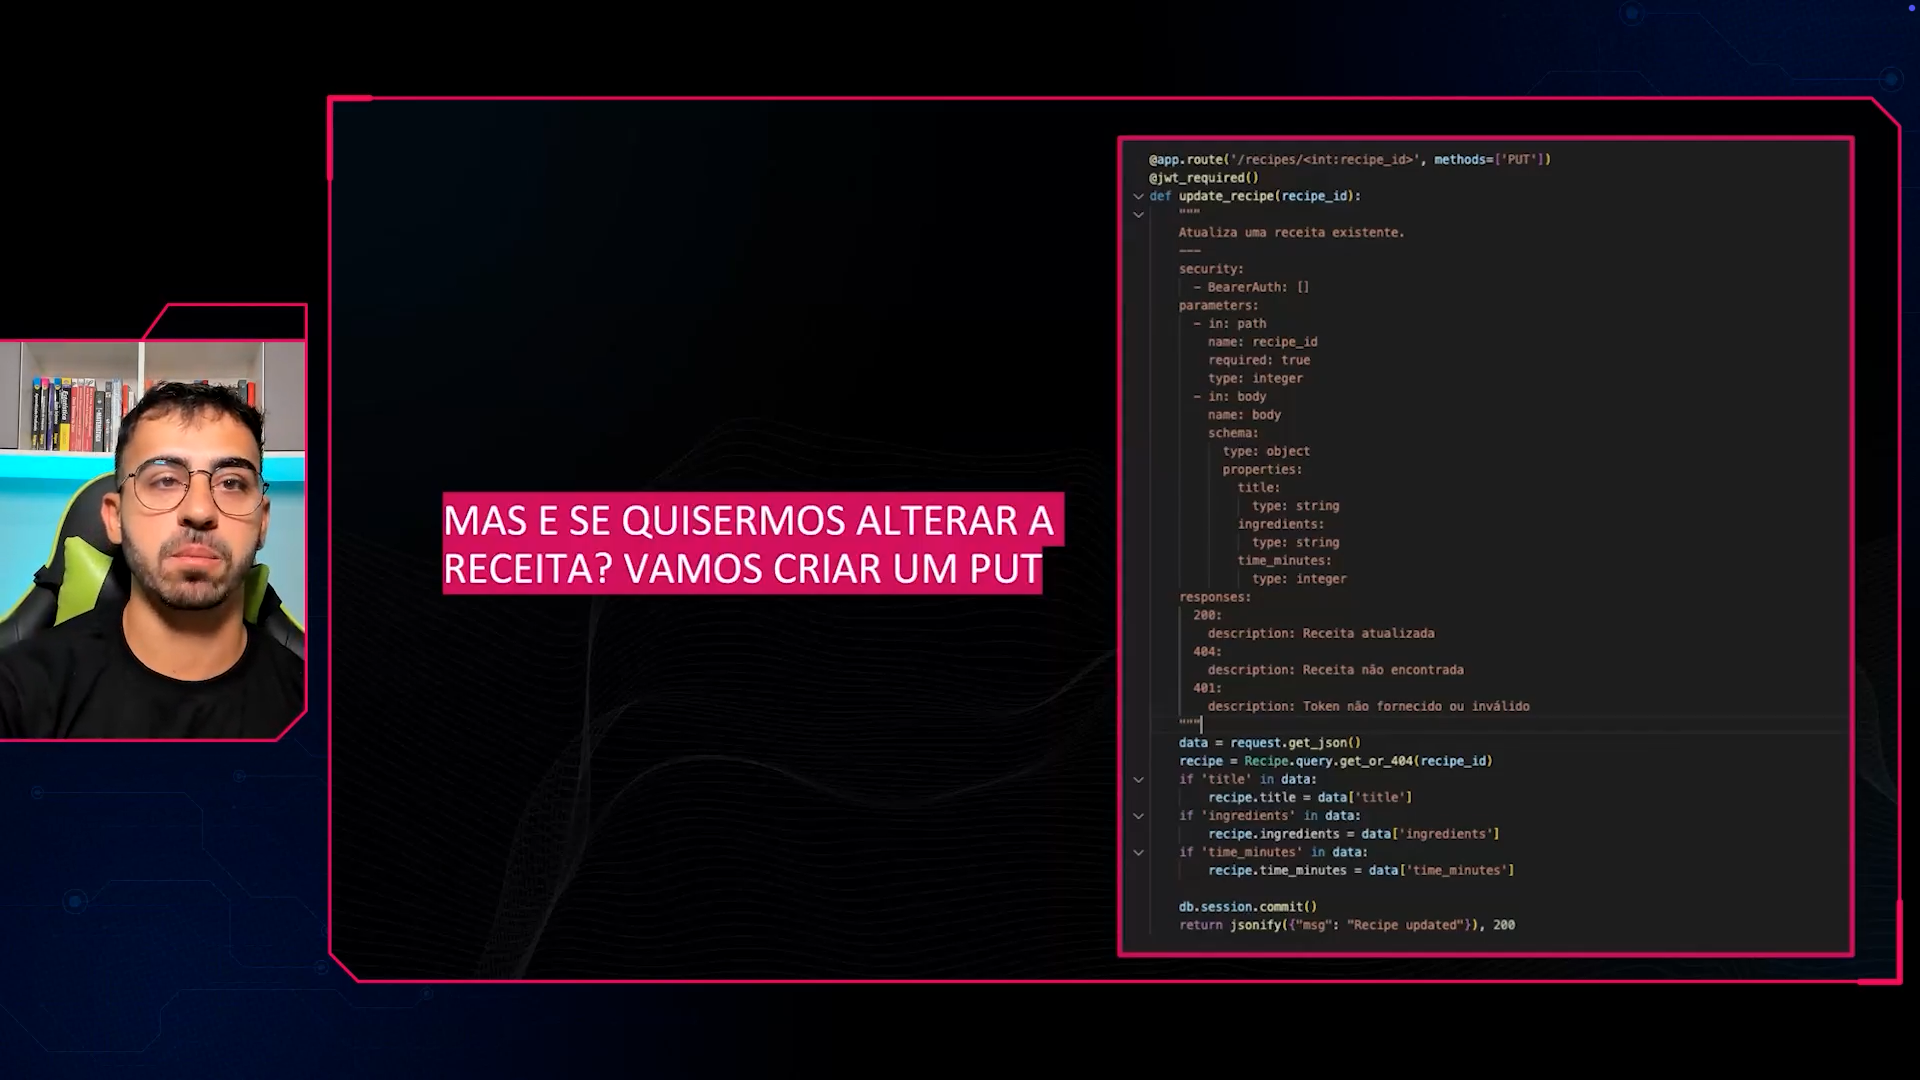 MAS E SE QUISERMOS ALTERAR A
RECEITA? VAMOS CRIAR UM PUT
@app.route('/recipes/<int:recipe_id>', methods=['PUT'])
@jwt_required()
def update_recipe(recipe_id):
    """
    Atualiza uma receita existente.
    ---
    security:
      - BearerAuth: []
    parameters:
      - in: path
        name: recipe_id
        required: true
        type: integer
      - in: body
        name: body
        schema:
          type: object
          properties:
            title:
              type: string
            ingredients:
              type: string
            time_minutes:
              type: integer
    responses:
      200:
        description: Receita atualizada
      404:
        description: Receita não encontrada
      401:
        description: Token não fornecido ou inválido
    """
    data = request.get_json()
    recipe = Recipe.query.get_or_404(recipe_id)
    if 'title' in data:
        recipe.title = data['title']
    if 'ingredients' in data:
        recipe.ingredients = data['ingredients']
    if 'time_minutes' in data:
        recipe.time_minutes = data['time_minutes']
    db.session.commit()
    return jsonify({"msg": "Recipe updated"}), 200